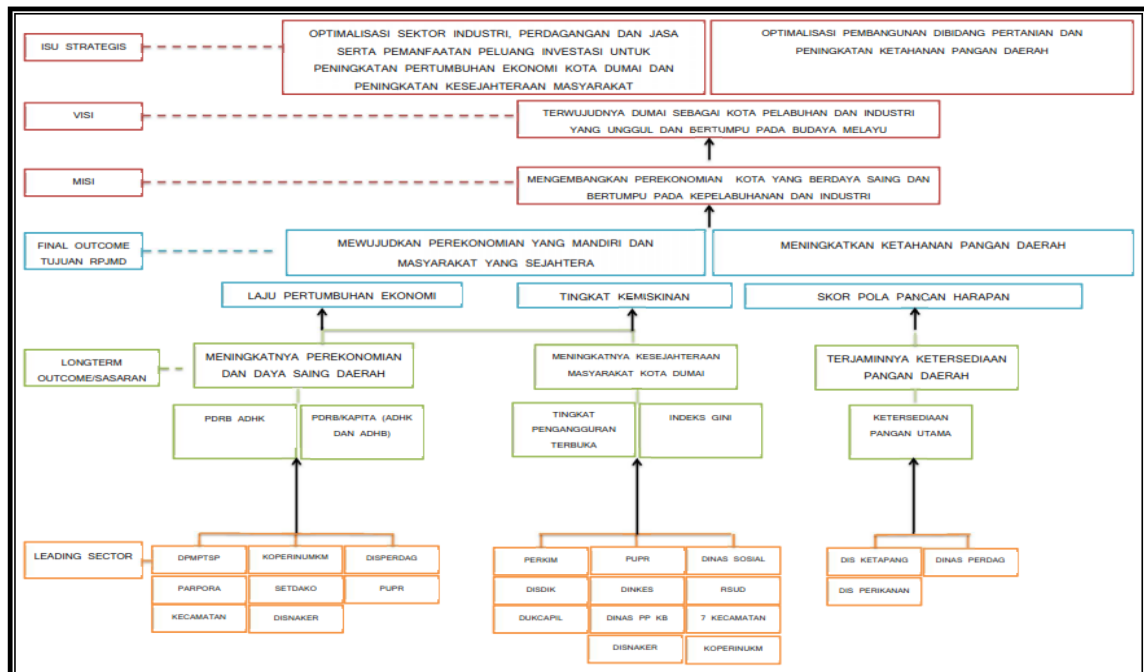 ISU STRATEGIS
OPTIMALISASI SEKTOR INDUSTRI, PERDAGANGAN DAN JASA
SERTA PEMANFAATAN PELUANG INVESTASI UNTUK
PENINGKATAN PERTUMBUHAN EKONOMI KOTA DUMAI DAN
PENINGKATAN KESEJAHTERAAN MASYARAKAT
OPTIMALISASI PEMBANGUNAN DIBIDANG PERTANIAN DAN
PENINGKATAN KETAHANAN PANGAN DAERAH
VISI
TERWUJUDNYA DUMAI SEBAGAI KOTA PELABUHAN DAN INDUSTRI
YANG UNGGUL DAN BERTUMPU PADA BUDAYA MELAYU
MISI
MENGEMBANGKAN PEREKONOMIAN KOTA YANG BERDAYA SAING DAN
BERTUMPU PADA KEPELABUHANAN DAN INDUSTRI
FINAL OUTCOME
TUJUAN RPJMD
MEWUJUDKAN PEREKONOMIAN YANG MANDIRI DAN
MASYARAKAT YANG SEJAHTERA
MENINGKATKAN KETAHANAN PANGAN DAERAH
LAJU PERTUMBUHAN EKONOMI
TINGKAT KEMISKINAN
SKOR POLA PANGAN HARAPAN
LONGTERM
OUTCOME/SASARAN
MENINGKATNYA PEREKONOMIAN
DAN DAYA SAING DAERAH
MENINGKATNYA KESEJAHTERAAN
MASYARAKAT KOTA DUMAI
TERJAMINNYA KETERSEDIAAN
PANGAN DAERAH
PDRB ADHK
PDRB/KAPITA (ADHK
DAN ADHB)
TINGKAT
PENGANGGURAN
TERBUKA
INDEKS GINI
KETERSEDIAAN
PANGAN UTAMA
LEADING SECTOR
DPMPTSP
KOPERINUMKM
DISPERDAG
PARPORA
SETDAKO
PUPR
KECAMATAN
DISNAKER
PERKIM
PUPR
DINAS SOSIAL
DISDIK
DINKES
RSUD
DUKCAPIL
DINAS PP KB
7 KECAMATAN
DISNAKER
KOPERINUKM
DIS KETAPANG
DINAS PERDAG
DIS PERIKANAN